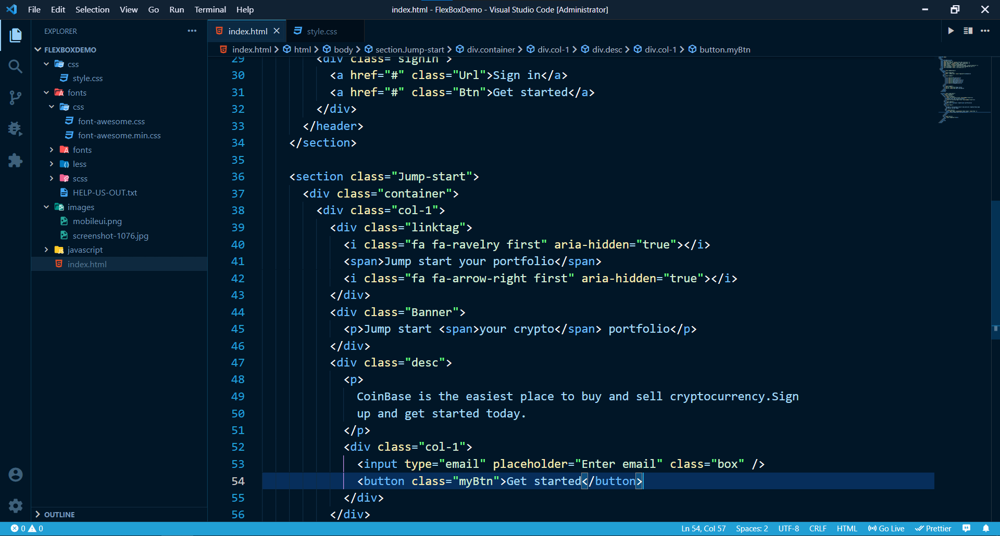 File Edit Selection View Go Run Terminal Help
index.html - FlexBoxDemo - Visual Studio Code [Administrator]
EXPLORER
FLEXBOXDEMO
css
style.css
fonts
css
font-awesome.css
font-awesome.min.css
fonts
less
scss
HELP-US-OUT.txt
images
mobileui.png
screenshot-1076.jpg
javascript
index.html
OUTLINE
index.html style.css
index.html html body section.Jump-start div.container div.col-1 div.desc div.col-1 button.myBtn
29 <div class="signin">
30 <a href="#" class="Url">Sign in</a>
31 <a href="#" class="Btn">Get started</a>
32 </div>
33 </header>
34 </section>
35
36 <section class="Jump-start">
37 <div class="container">
38 <div class="col-1">
39 <div class="linktag">
40 <i class="fa fa-ravelry first" aria-hidden="true"></i>
41 <span>Jump start your portfolio</span>
42 <i class="fa fa-arrow-right first" aria-hidden="true"></i>
43 </div>
44 <div class="Banner">
45 <p>Jump start <span>your crypto</span> portfolio</p>
46 </div>
47 <div class="desc">
48 <p>
49 CoinBase is the easiest place to buy and sell cryptocurrency.Sign
50 up and get started today.
51 </p>
52 <div class="col-1">
53 <input type="email" placeholder="Enter email" class="box" />
54 <button class="myBtn">Get started</button>
55 </div>
56 </div>
0 0 Ln 54, Col 57 Spaces: 2 UTF-8 CRLF HTML Go Live Prettier